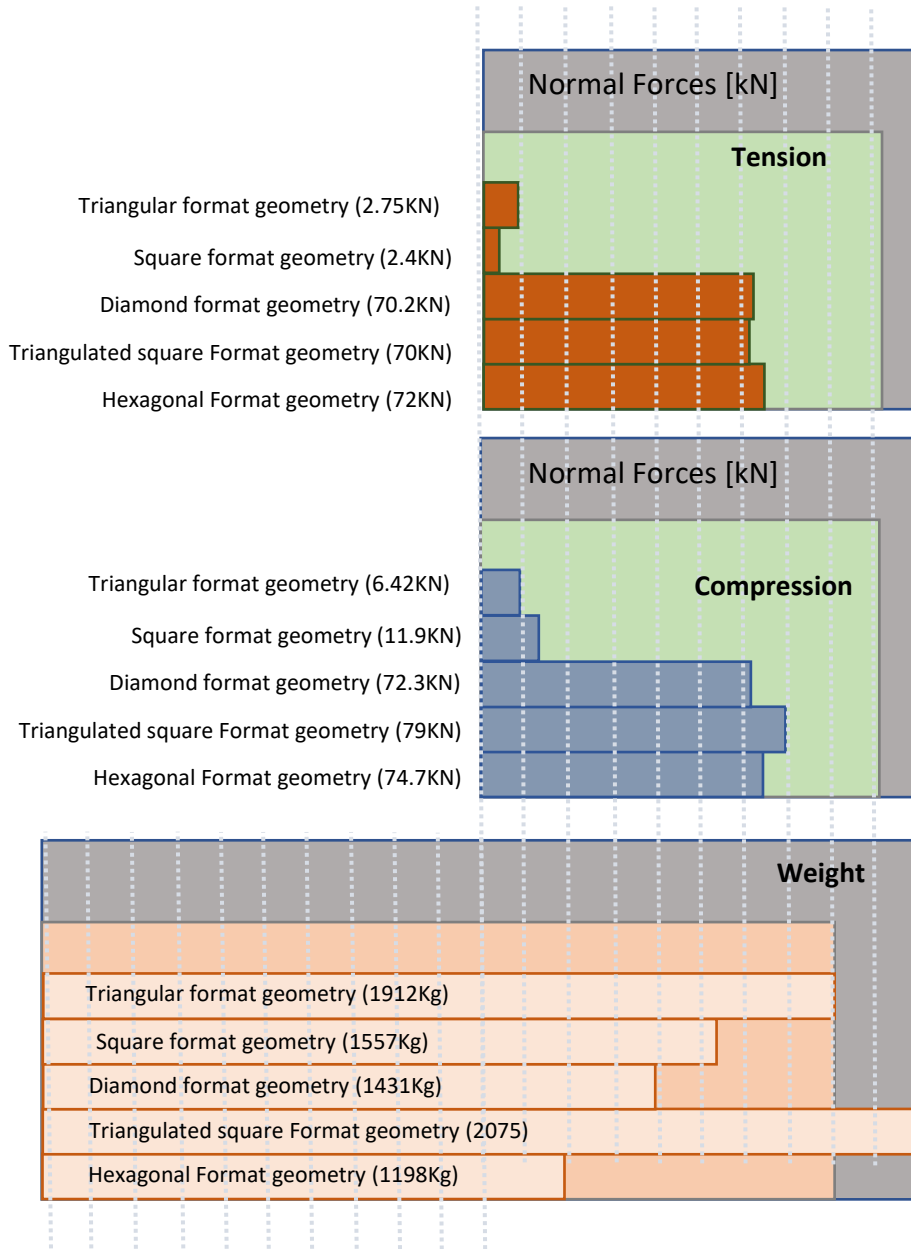 Normal Forces [kN]
Tension
Triangular format geometry (2.75KN)
Square format geometry (2.4KN)
Diamond format geometry (70.2KN)
Triangulated square Format geometry (70KN)
Hexagonal Format geometry (72KN)
Normal Forces [kN]
Compression
Triangular format geometry (6.42KN)
Square format geometry (11.9KN)
Diamond format geometry (72.3KN)
Triangulated square Format geometry (79KN)
Hexagonal Format geometry (74.7KN)
Weight
Triangular format geometry (1912Kg)
Square format geometry (1557Kg)
Diamond format geometry (1431Kg)
Triangulated square Format geometry (2075)
Hexagonal Format geometry (1198Kg)